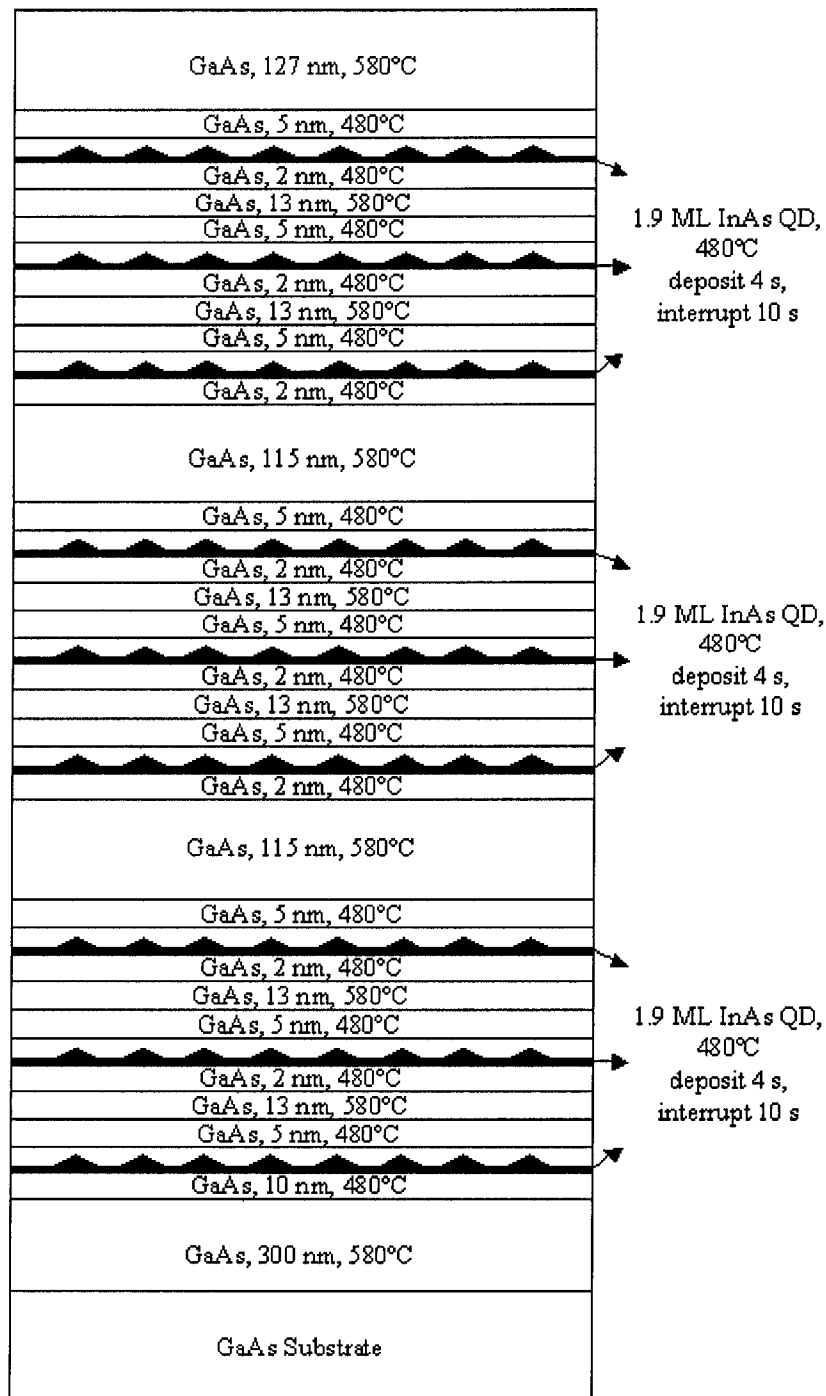 GaAs, 127 nm, 580°C
GaAs, 5 nm, 480°C
GaAs, 2 nm, 480°C
GaAs, 13 nm, 580°C
GaAs, 5 nm, 480°C
GaAs, 2 nm, 480°C
GaAs, 13 nm, 580°C
GaAs, 5 nm, 480°C
GaAs, 2 nm, 480°C
1.9 ML InAs QD,
480°C
deposit 4 s,
interrupt 10 s
GaAs, 115 nm, 580°C
GaAs, 5 nm, 480°C
GaAs, 2 nm, 480°C
GaAs, 13 nm, 580°C
GaAs, 5 nm, 480°C
GaAs, 2 nm, 480°C
GaAs, 13 nm, 580°C
GaAs, 5 nm, 480°C
GaAs, 2 nm, 480°C
1.9 ML InAs QD,
480°C
deposit 4 s,
interrupt 10 s
GaAs, 115 nm, 580°C
GaAs, 5 nm, 480°C
GaAs, 2 nm, 480°C
GaAs, 13 nm, 580°C
GaAs, 5 nm, 480°C
GaAs, 2 nm, 480°C
GaAs, 13 nm, 580°C
GaAs, 5 nm, 480°C
GaAs, 10 nm, 480°C
1.9 ML InAs QD,
480°C
deposit 4 s,
interrupt 10 s
GaAs, 300 nm, 580°C
GaAs Substrate